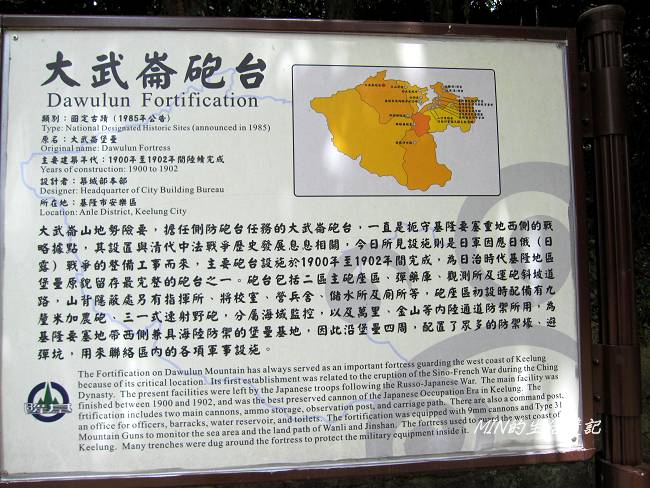 大武崙砲台
Dawulun Fortification
類別：國定古蹟（1985年公告）
Type: National Designated Historic Sites (announced in 1985)
原名：大武崙堡壘
Original name: Dawulun Fortress
主要建築年代：1900年至1902年間陸續完成
Years of construction: 1900 to 1902
設計者：築城部本部
Designer: Headquarter of City Building Bureau
所在地：基隆市安樂區
Location: Anle District, Keelung City
大武崙山地勢險要，擔任側防砲台任務的大武崙砲台，一直是扼守基隆要塞重地西側的戰
略據點，其設置與清代中法戰爭歷史發展息息相關，今日所見設施則是日軍因應日俄（日
露）戰爭的整備工事而來，主要砲台設施於1900年至1902年間完成，為日治時代基隆地區
堡壘原貌留存最完整的砲台之一。砲台包括二區主砲座區、彈藥庫、觀測所及運砲斜坡道
路，山背隱蔽處另有指揮所、將校室、營兵舍、儲水所及廁所等，砲座區初設時配備有九
釐米加農砲、三一式速射野砲，分屬海域監控，以及萬里、金山等內陸通道防禦所用，為
基隆要塞地帶西側兼具海陸防禦的堡壘基地，因此沿堡壘四周，配置了眾多的防禦壕、避
彈坑，用來聯絡區內的各項軍事設施。
The Fortification on Dawulun Mountain has always served as an important fortress guarding the west coast of Keelung
because of its critical location. Its first establishment was related to the eruption of the Sino-French War during the Ching
Dynasty. The present facilities were left by the Japanese troops following the Russo-Japanese War. The main facility was
finished between 1900 and 1902, and was the best preserved cannon of the Japanese Occupation Era in Keelung. The
frtification includes two main cannons, ammo storage, observation post, and carriage path. There are also a command post,
an office for officers, barracks, water reservoir, and toilets. The fortification was equipped with 9mm cannons and Type 31
Mountain Guns to monitor the sea area and the land path of Wanli and Jinshan. The fortress used to guard the west coast of
Keelung. Many trenches were dug around the fortress to protect the military equipment inside it.
MIN的生活筆記